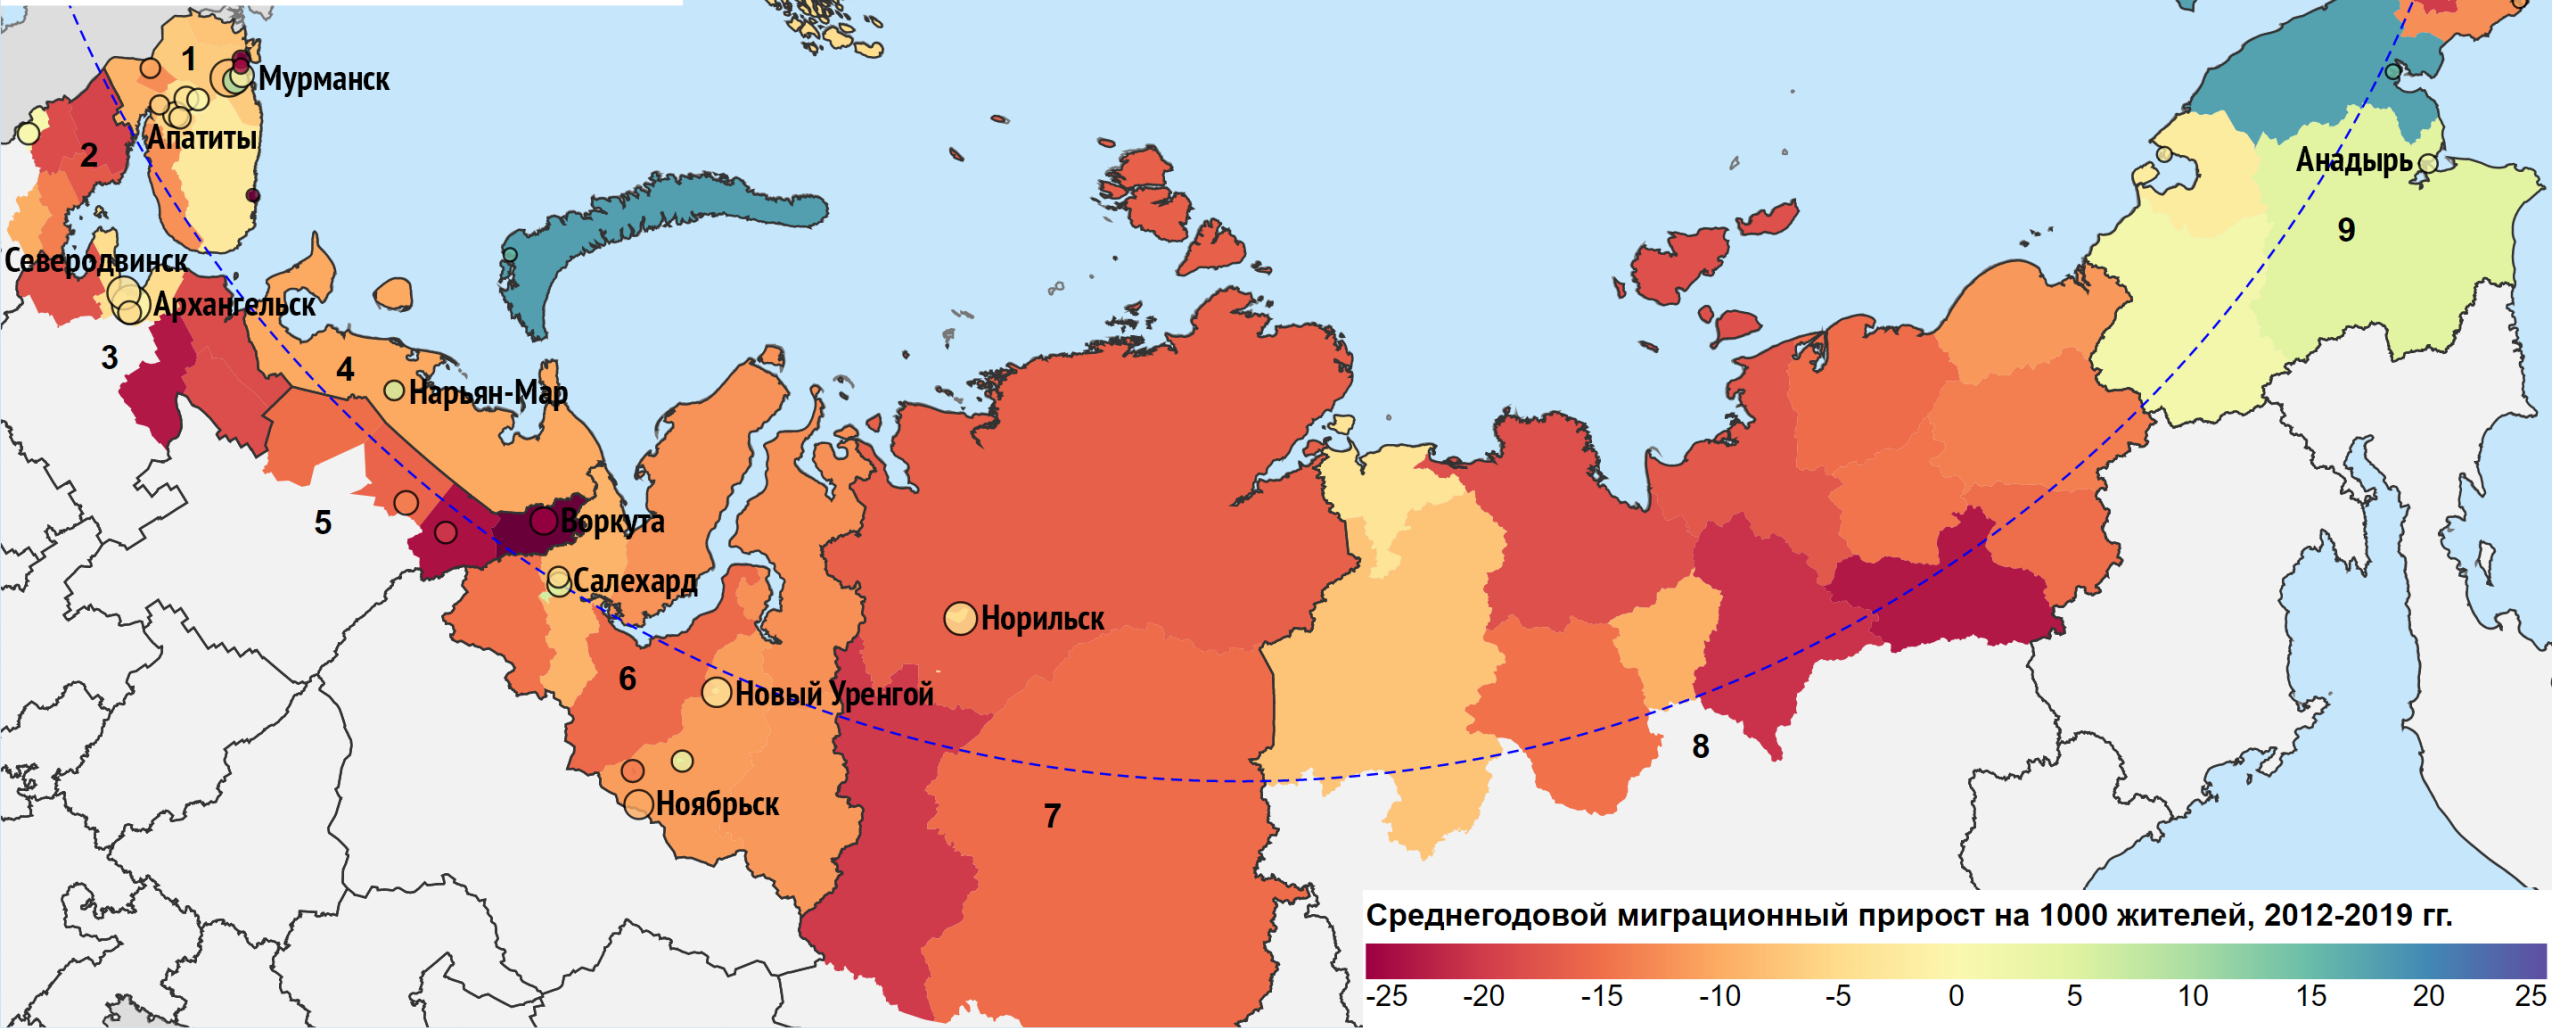 1
Мурманск
2
Апатиты
Анадырь
9
Северодвинск
Архангельск
3
4
Нарьян-Мар
5
Воркута
Салехард
Норильск
6
Новый Уренгой
8
Ноябрьск
7
Среднегодовой миграционный прирост на 1000 жителей, 2012-2019 гг.
-25 -20 -15 -10 -5 0 5 10 15 20 25